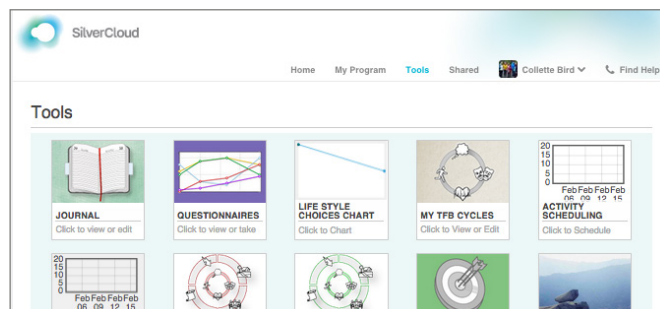 SilverCloud
Home My Program Tools Shared Collette Bird Find Help
Tools
20
15
10
5
0
Feb Feb Feb Feb
06 09 12 15
JOURNAL
Click to view or edit
QUESTIONNAIRES
Click to view or take
LIFE STYLE
CHOICES CHART
Click to Chart
MY TFB CYCLES
Click to View or Edit
ACTIVITY
SCHEDULING
Click to Schedule
20
15
10
5
0
Feb Feb Feb Feb
06 09 12 15